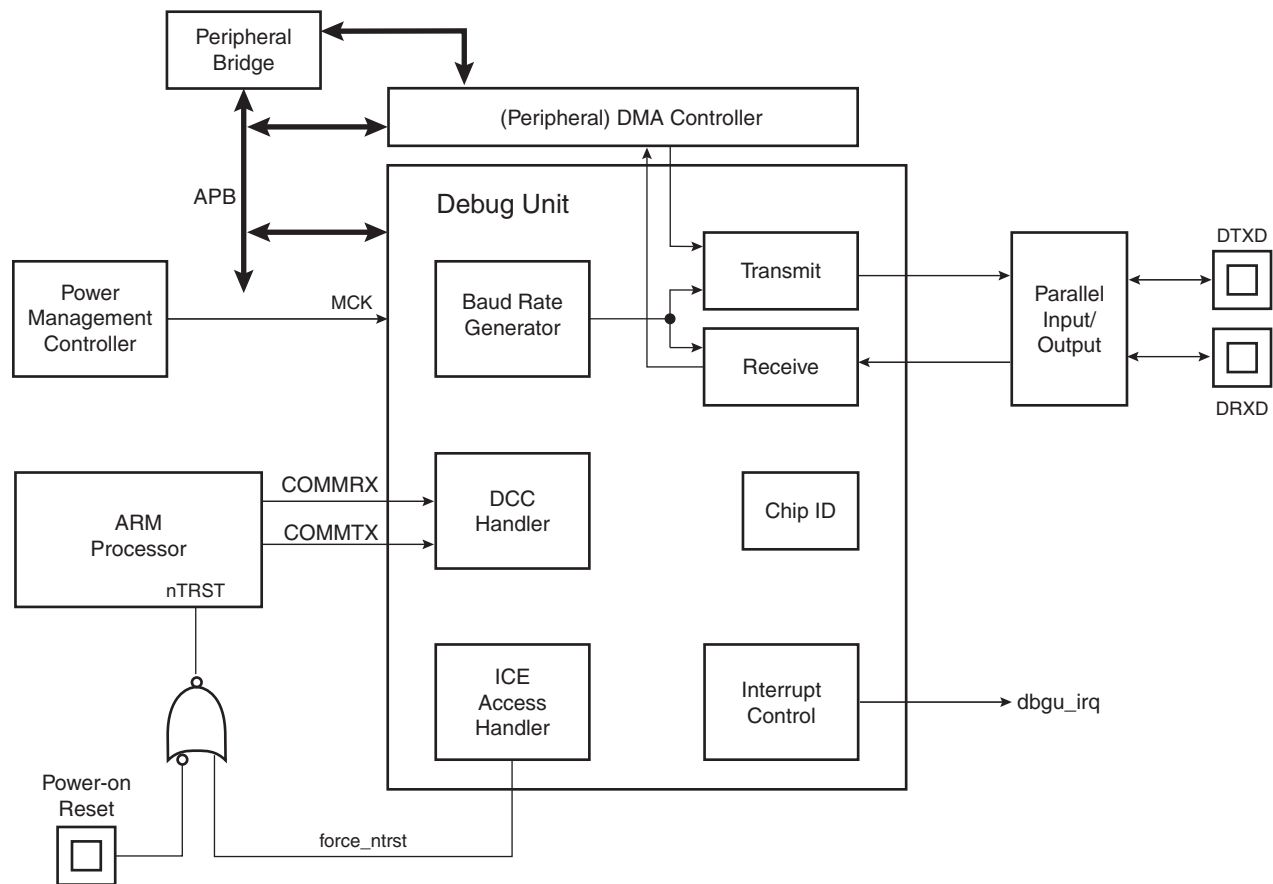 Peripheral
Bridge
(Peripheral) DMA Controller
APB
Debug Unit
Power
Management
Controller
MCK
Baud Rate
Generator
Transmit
Receive
Parallel
Input/
Output
DTXD
DRXD
ARM
Processor
nTRST
COMMRX
COMMTX
DCC
Handler
Chip ID
ICE
Access
Handler
Interrupt
Control
dbgu_irq
Power-on
Reset
force_ntrst